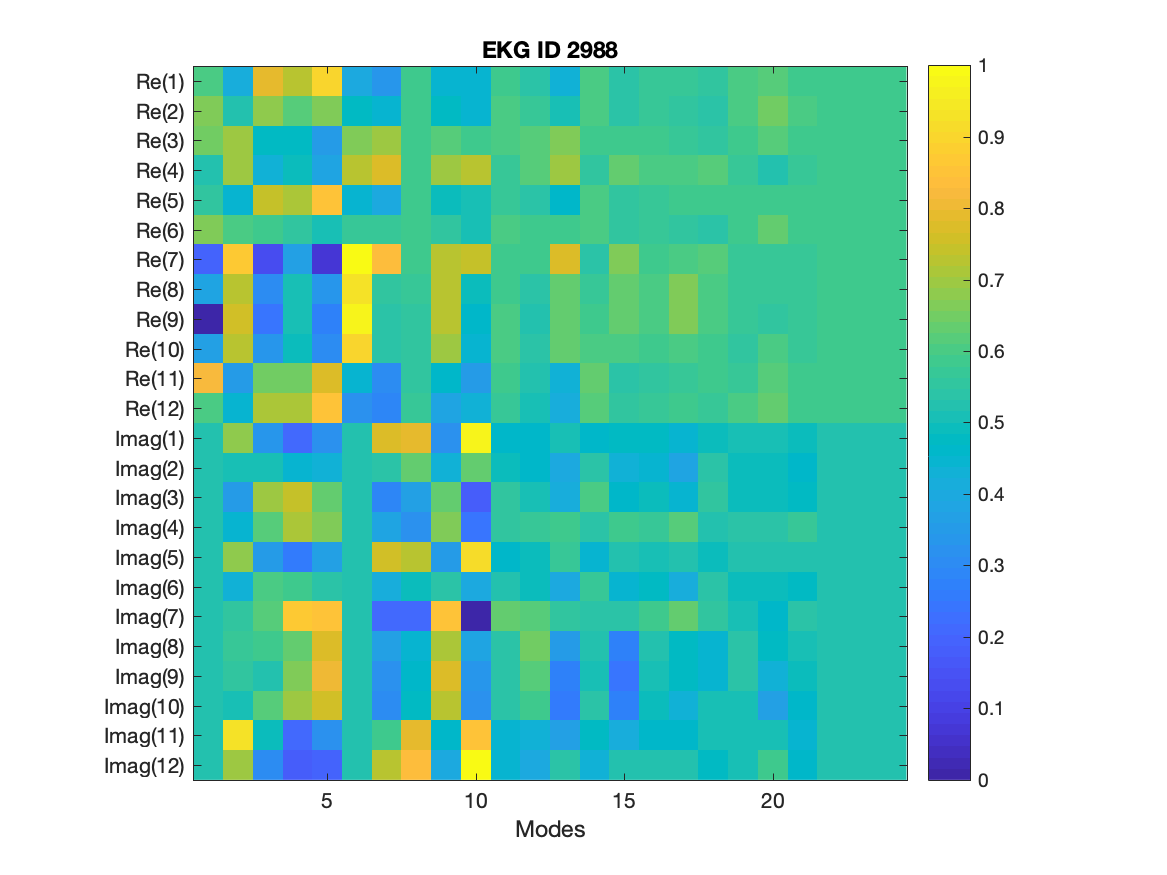 EKG ID 2988
Re(1)
Re(2)
Re(3)
Re(4)
Re(5)
Re(6)
Re(7)
Re(8)
Re(9)
Re(10)
Re(11)
Re(12)
Imag(1)
Imag(2)
Imag(3)
Imag(4)
Imag(5)
Imag(6)
Imag(7)
Imag(8)
Imag(9)
Imag(10)
Imag(11)
Imag(12)
5 10 15 20
Modes
1
0.9
0.8
0.7
0.6
0.5
0.4
0.3
0.2
0.1
0